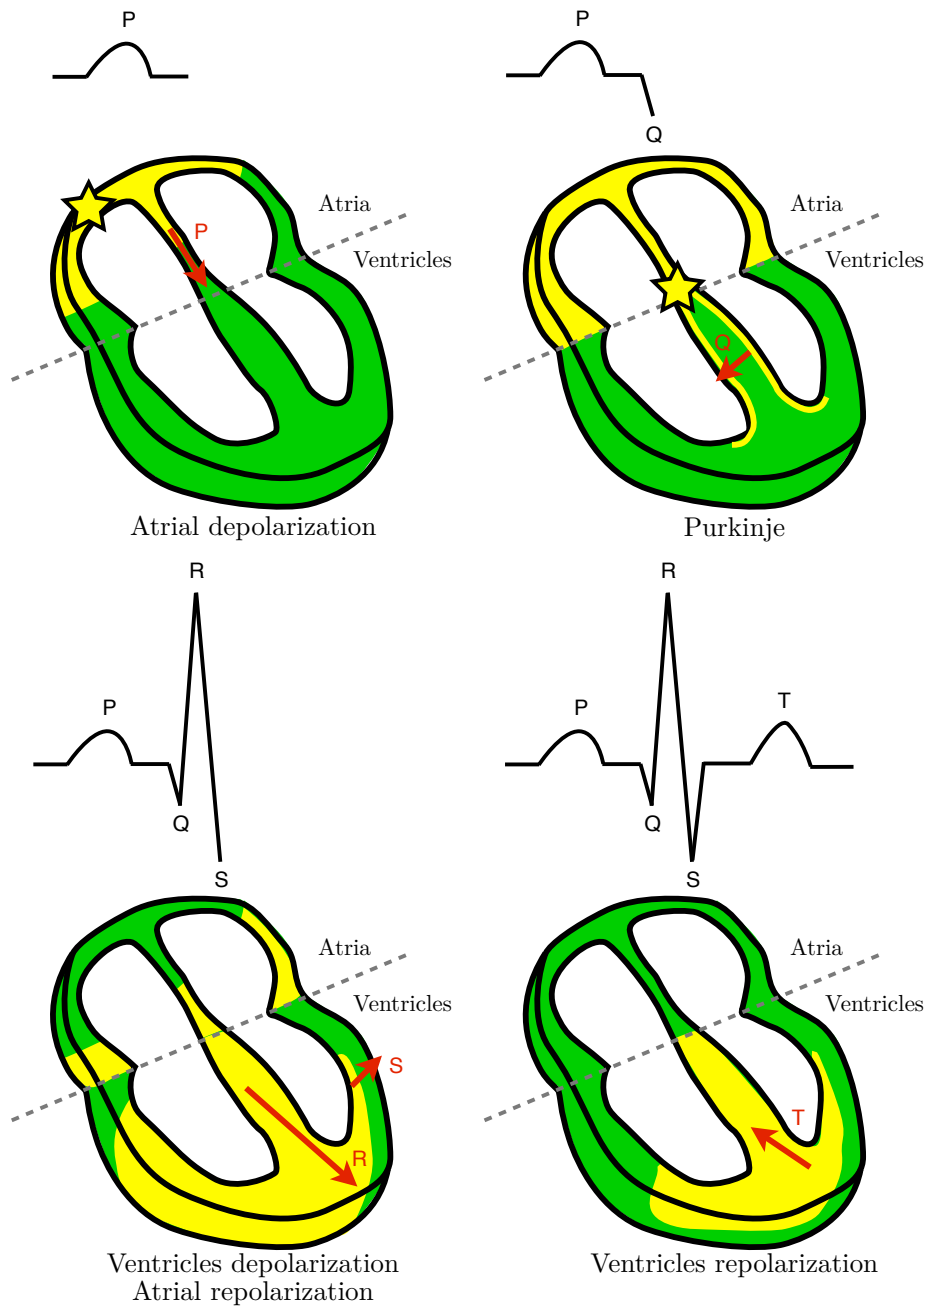 P
P
Q
Atria
Ventricles
P
Atrial depolarization
Atria
Ventricles
Q
Purkinje
R
P
Q
S
R
P
T
Q
S
Atria
Ventricles
S
R
Ventricles depolarization
Atrial repolarization
Atria
Ventricles
T
Ventricles repolarization